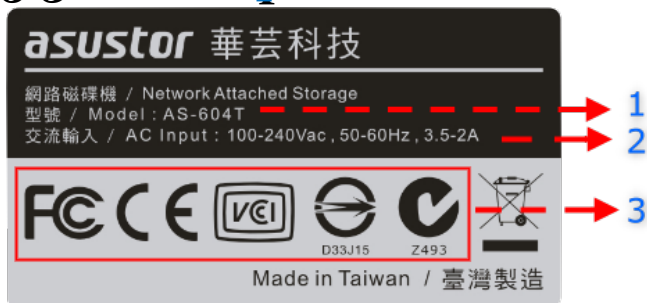 asustor 華芸科技
網路磁碟機 / Network Attached Storage
型號 / Model : AS-604T
1
交流輸入 / AC Input : 100-240Vac , 50-60Hz , 3.5-2A
2
FC CE VCI
3
D33J15 Z493
Made in Taiwan / 臺灣製造